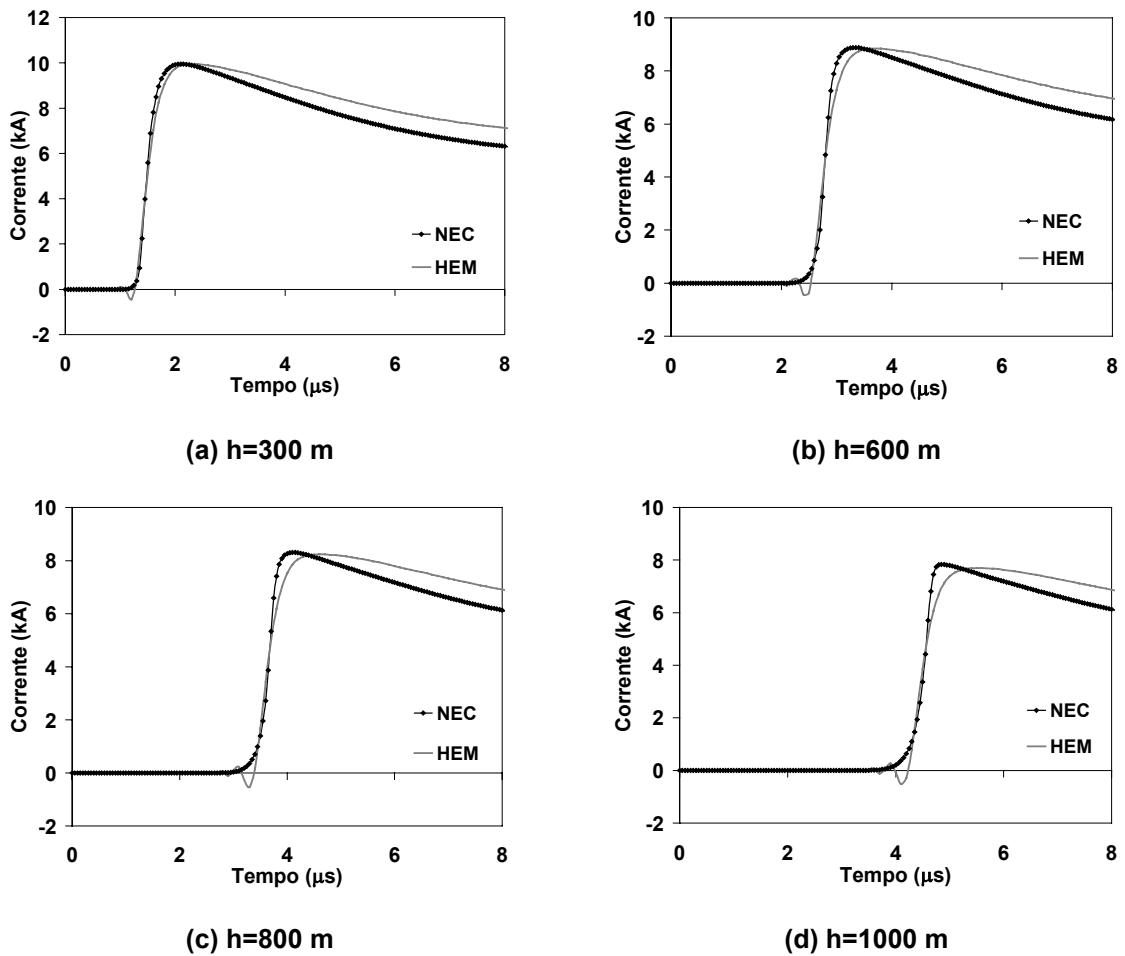 12
10
8
6
4
2
0
-2
Corrente (kA)
NEC
HEM
0 2 4 6 8
Tempo (μs)
(a) h=300 m
10
8
6
4
2
0
-2
Corrente (kA)
NEC
HEM
0 2 4 6 8
Tempo (μs)
(b) h=600 m
10
8
6
4
2
0
-2
Corrente (kA)
NEC
HEM
0 2 4 6 8
Tempo (μs)
(c) h=800 m
10
8
6
4
2
0
-2
Corrente (kA)
NEC
HEM
0 2 4 6 8
Tempo (μs)
(d) h=1000 m